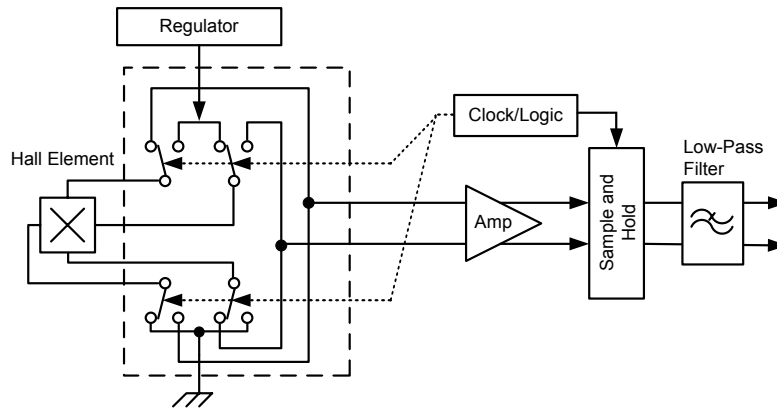 Regulator
Hall Element
Clock/Logic
Amp
Sample and
Hold
Low-Pass
Filter